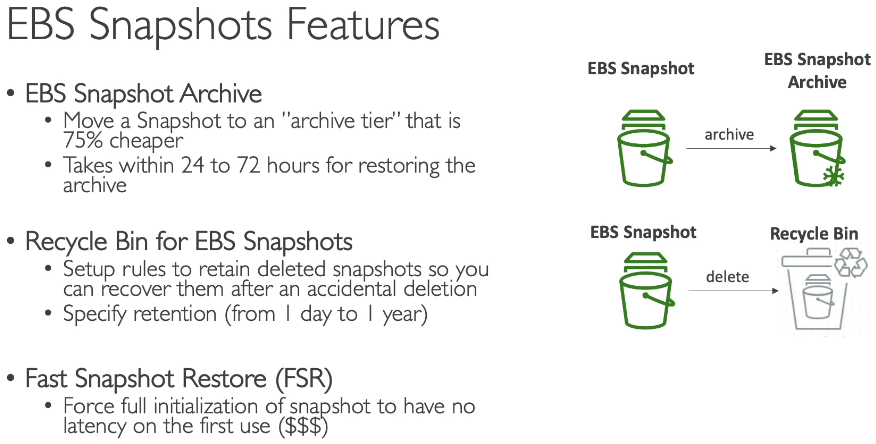 EBS Snapshots Features
• EBS Snapshot Archive
• Move a Snapshot to an ”archive tier” that is
75% cheaper
• Takes within 24 to 72 hours for restoring the
archive
• Recycle Bin for EBS Snapshots
• Setup rules to retain deleted snapshots so you
can recover them after an accidental deletion
• Specify retention (from 1 day to 1 year)
• Fast Snapshot Restore (FSR)
• Force full initialization of snapshot to have no
latency on the first use ($$$)
EBS Snapshot
EBS Snapshot
Archive
archive
EBS Snapshot
Recycle Bin
delete